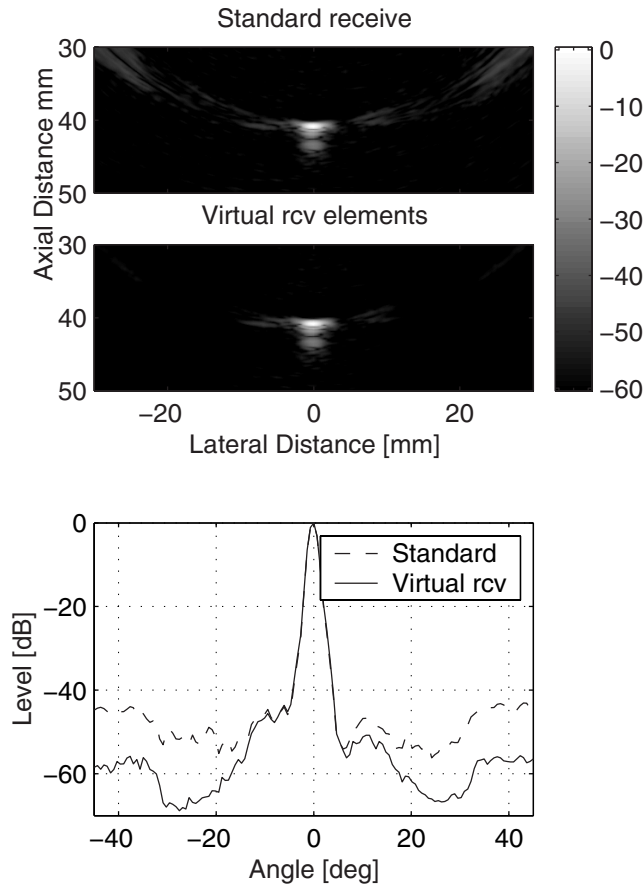 Standard receive
30
40
50
Virtual rcv elements
30
40
50
−20 0 20
Lateral Distance [mm]
Axial Distance mm
0
−10
−20
−30
−40
−50
−60
0
−20
−40
−60
Level [dB]
Standard
Virtual rcv
−40 −20 0 20 40
Angle [deg]